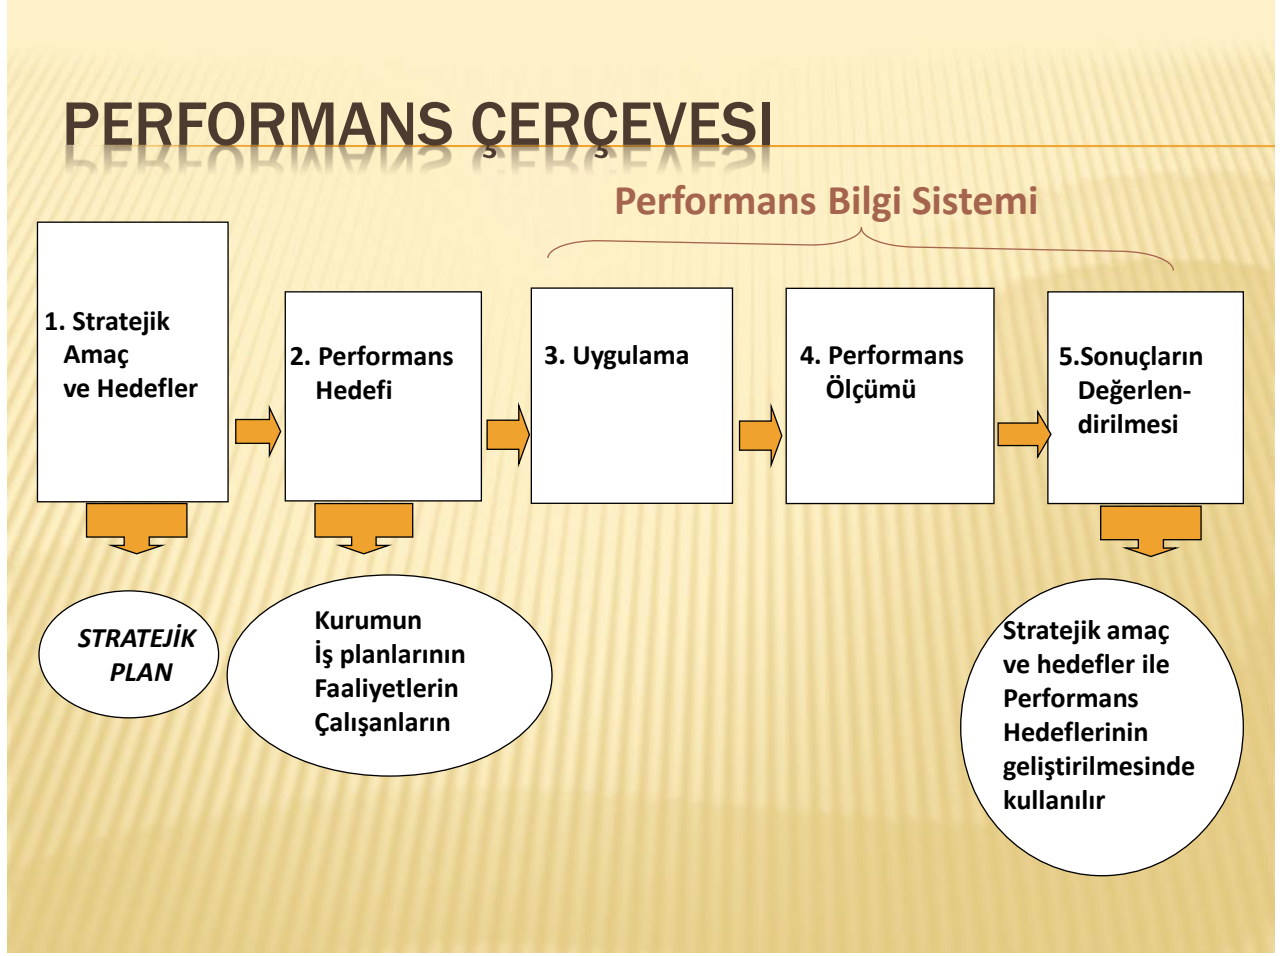 PERFORMANS ÇERÇEVESI
Performans Bilgi Sistemi
1. Stratejik
Amaç
ve Hedefler
2. Performans
Hedefi
3. Uygulama
4. Performans
Ölçümü
5.Sonuçların
Değerlen-
dirilmesi
STRATEJİK
PLAN
Kurumun
İş planlarının
Faaliyetlerin
Çalışanların
Stratejik amaç
ve hedefler ile
Performans
Hedeflerinin
geliştirilmesinde
kullanılır